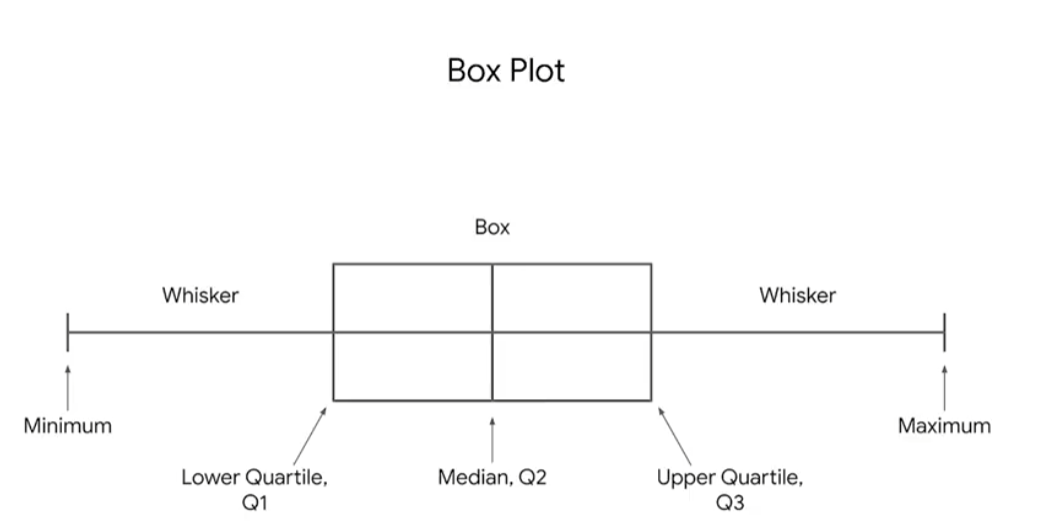 Box Plot
Box
Whisker
Whisker
Minimum
Maximum
Lower Quartile,
Q1
Median, Q2
Upper Quartile,
Q3